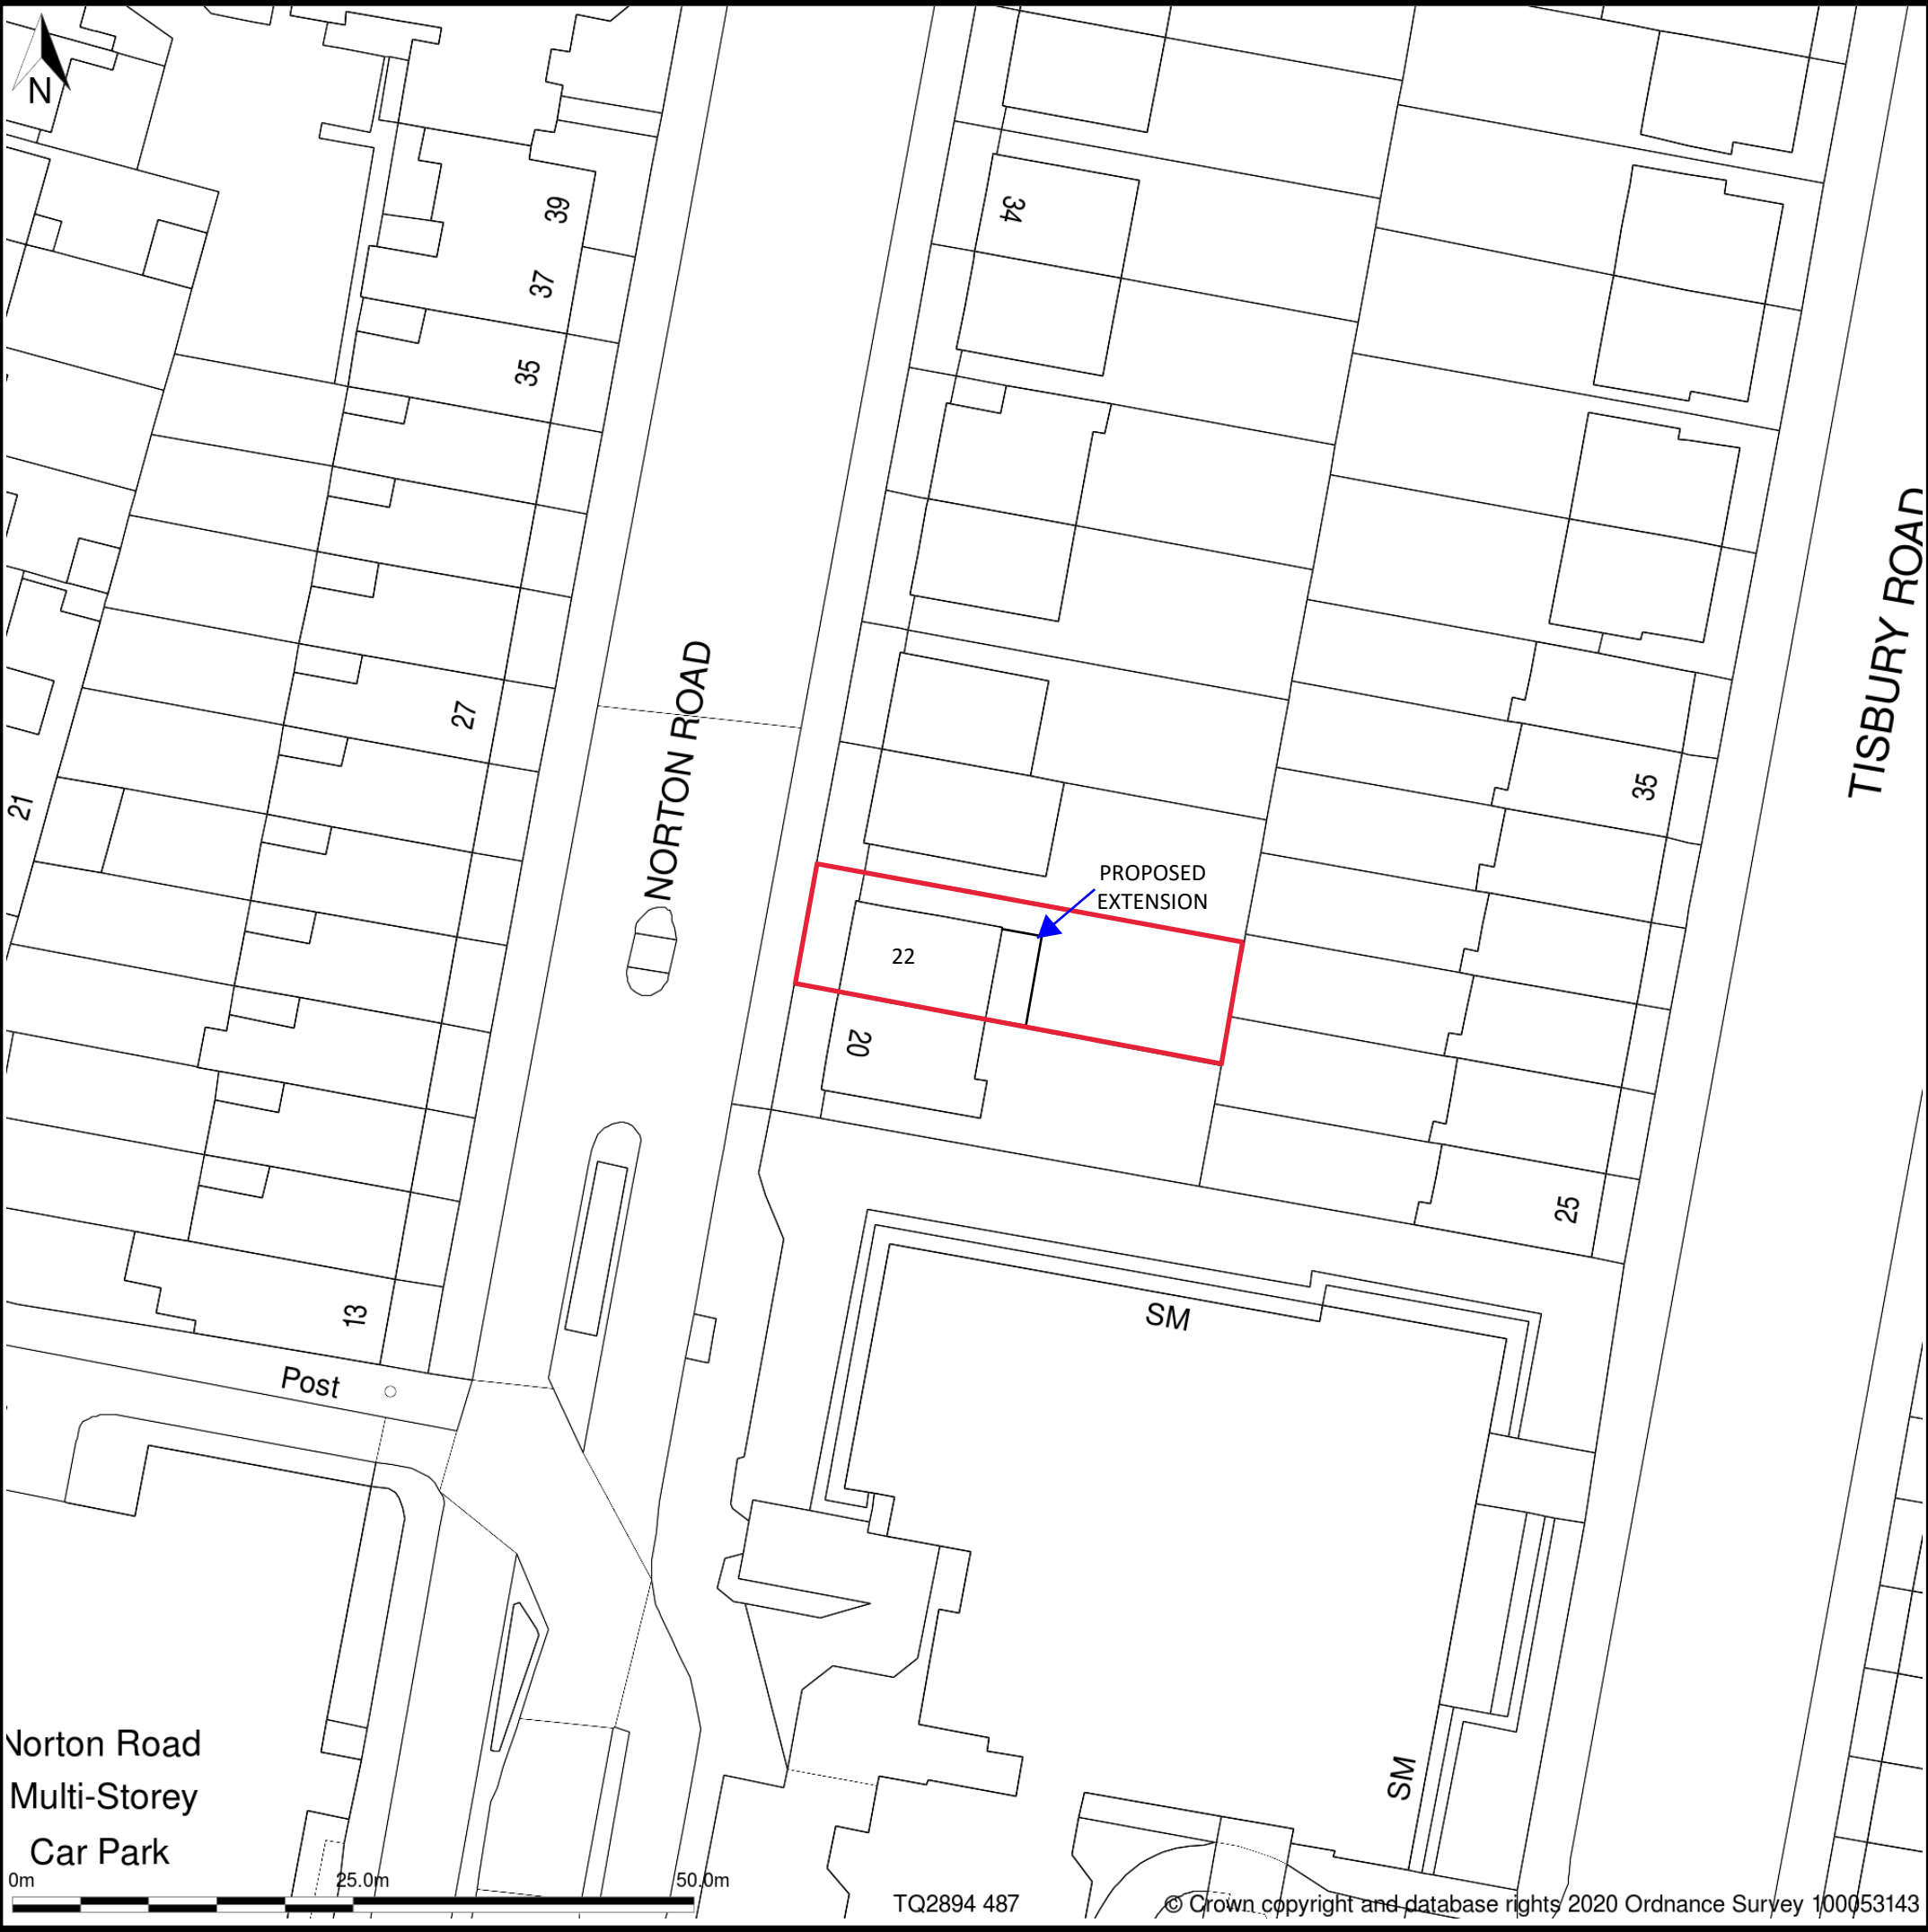 N
39
34
37
35
27
NORTON ROAD
TISBURY ROAD
35
21
PROPOSED
EXTENSION
22
20
25
13
SM
Post
SM
Norton Road
Multi-Storey
Car Park
0m 25.0m 50.0m
TQ2894 487
© Crown copyright and database rights 2020 Ordnance Survey 100053143